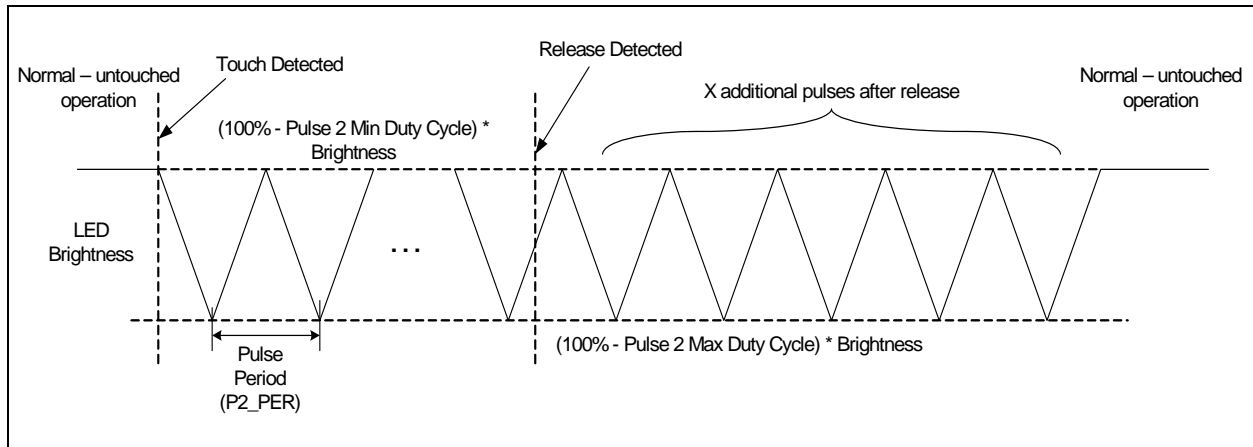 Normal – untouched
operation
Touch Detected
Release Detected
Normal – untouched
operation
X additional pulses after release
(100% - Pulse 2 Min Duty Cycle) *
Brightness
LED
Brightness
...
(100% - Pulse 2 Max Duty Cycle) * Brightness
Pulse
Period
(P2_PER)